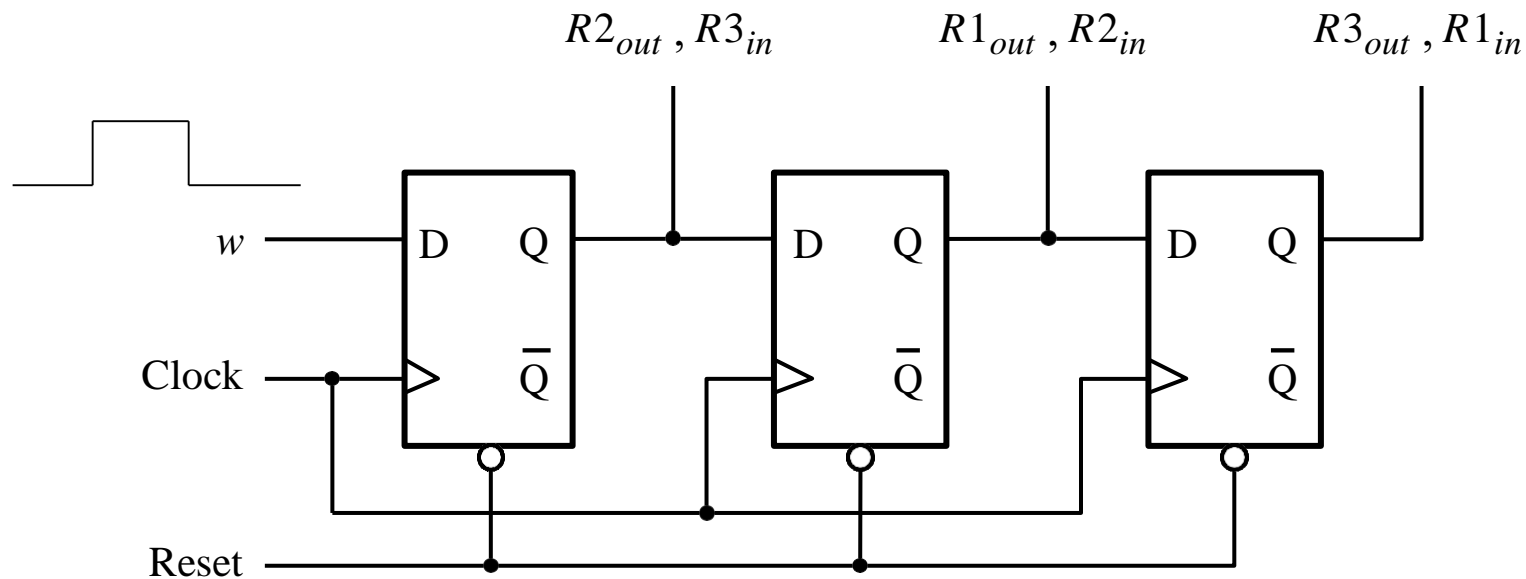 R2out , R3in R1out , R2in R3out , R1in
w D Q D Q D Q
Clock Q̅ Q̅ Q̅
Reset